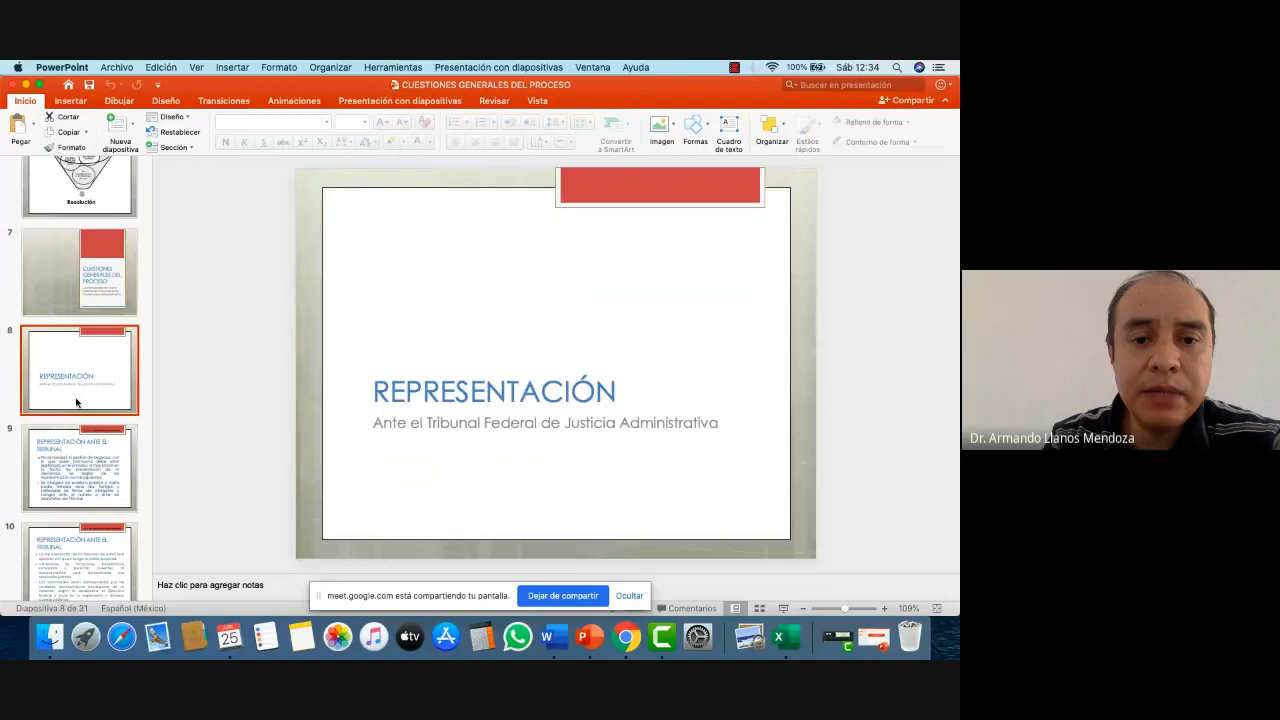 PowerPoint Archivo Edición Ver Insertar Formato Organizar Herramientas Presentación con diapositivas Ventana Ayuda 100% Sáb 12:34
CUESTIONES GENERALES DEL PROCESO
Buscar en presentación
Inicio Insertar Dibujar Diseño Transiciones Animaciones Presentación con diapositivas Revisar Vista Compartir
Pegar
Cortar
Copiar
Formato
Nueva diapositiva
Diseño
Restablecer
Sección
Convertir a SmartArt
Imagen
Formas
Cuadro de texto
Organizar
Estilos rápidos
Relleno de forma
Contorno de forma
Resolución
7
CUESTIONES
GENERALES DEL
PROCESO
8
REPRESENTACIÓN
9
REPRESENTACIÓN ANTE EL
TRIBUNAL
10
REPRESENTACIÓN ANTE EL
TRIBUNAL
REPRESENTACIÓN
Ante el Tribunal Federal de Justicia Administrativa
Haz clic para agregar notas
meet.google.com está compartiendo tu pantalla. Dejar de compartir Ocultar
Diapositiva 8 de 31 Español (México) Comentarios 109%
APR
25
tv
Dr. Armando Llanos Mendoza